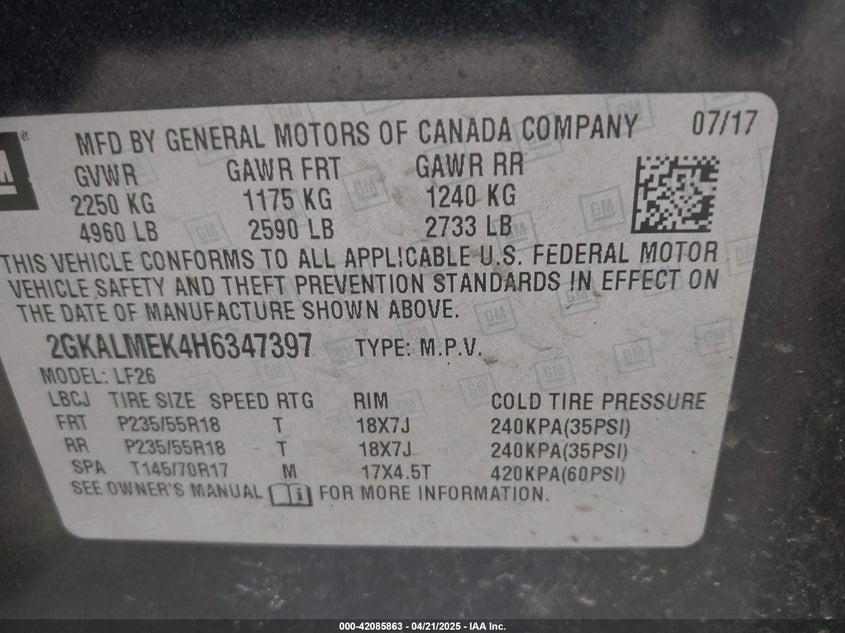 GM ®
MFD BY GENERAL MOTORS OF CANADA COMPANY 07/17
GVWR GAWR FRT GAWR RR
2250 KG 1175 KG 1240 KG
4960 LB 2590 LB 2733 LB
THIS VEHICLE CONFORMS TO ALL APPLICABLE U.S. FEDERAL MOTOR
VEHICLE SAFETY AND THEFT PREVENTION STANDARDS IN EFFECT ON
THE DATE OF MANUFACTURE SHOWN ABOVE.
2GKALMEK4H6347397 TYPE: M.P.V.
MODEL: LF26
LBCJ TIRE SIZE SPEED RTG RIM COLD TIRE PRESSURE
FRT P235/55R18 T 18X7J 240KPA(35PSI)
RR P235/55R18 T 18X7J 240KPA(35PSI)
SPA T145/70R17 M 17X4.5T 420KPA(60PSI)
SEE OWNER'S MANUAL FOR MORE INFORMATION.
000-42085863 - 04/21/2025 - IAA Inc.